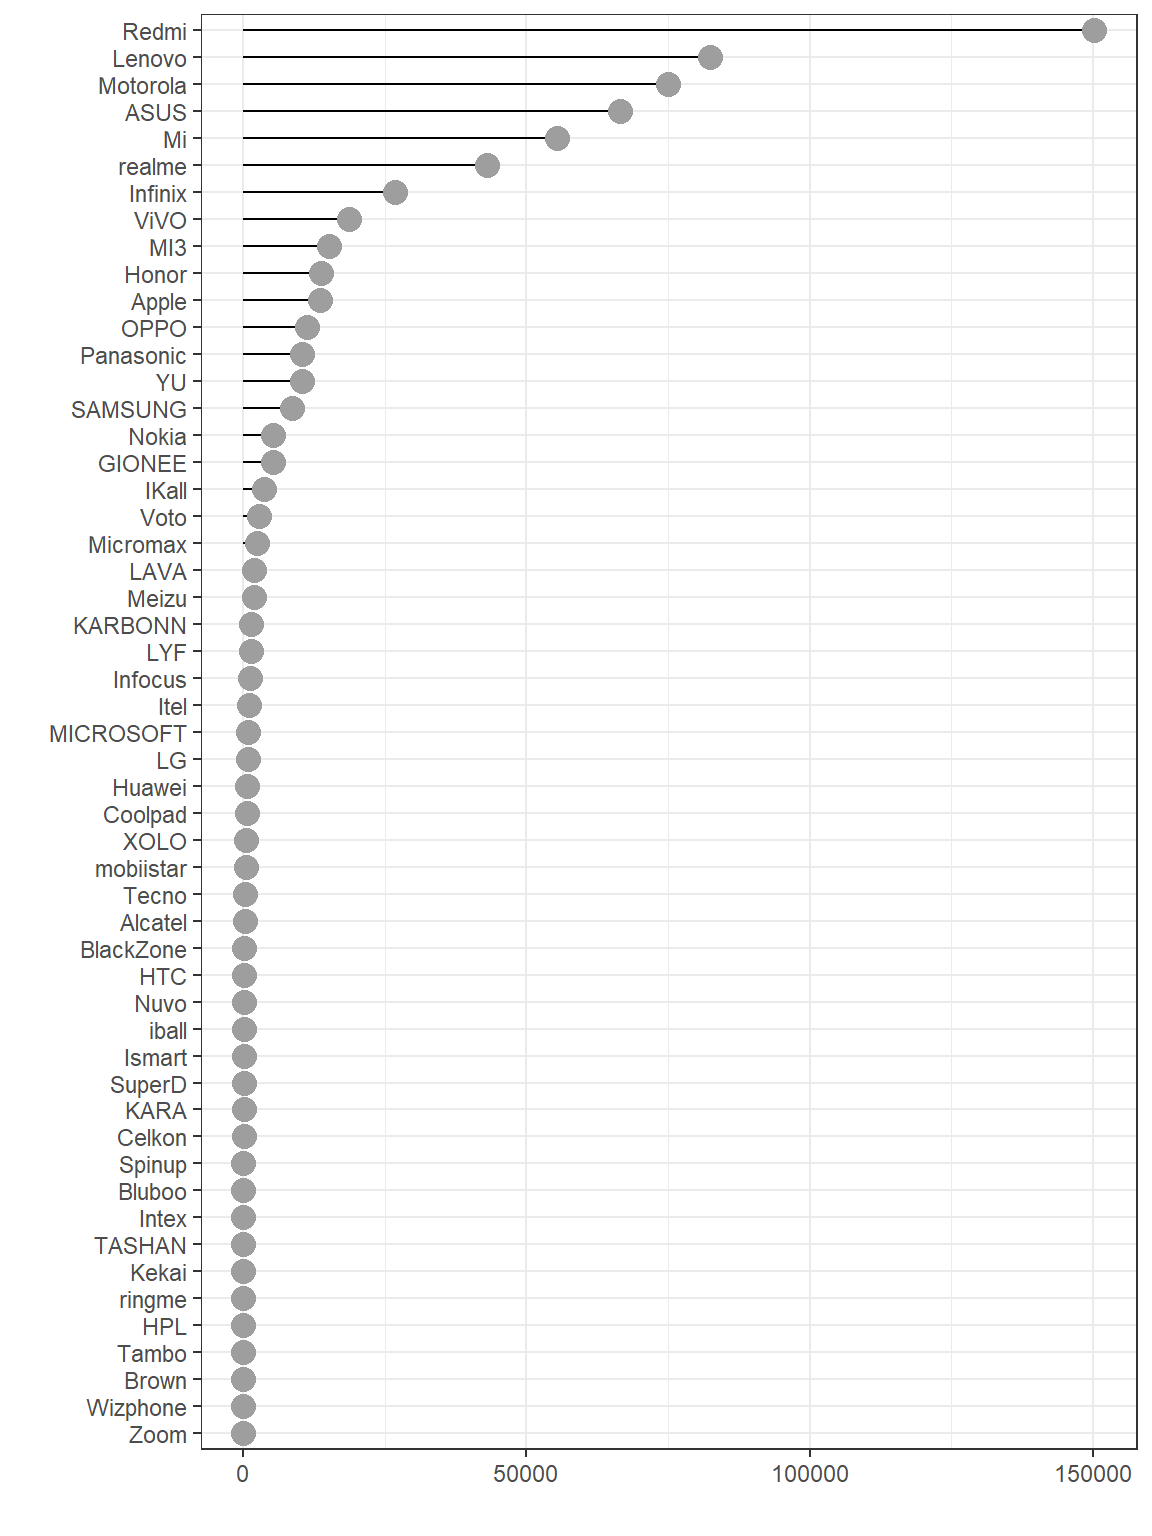 Redmi
Lenovo
Motorola
ASUS
Mi
realme
Infinix
ViVO
MI3
Honor
Apple
OPPO
Panasonic
YU
SAMSUNG
Nokia
GIONEE
IKall
Voto
Micromax
LAVA
Meizu
KARBONN
LYF
Infocus
Itel
MICROSOFT
LG
Huawei
Coolpad
XOLO
mobiistar
Tecno
Alcatel
BlackZone
HTC
Nuvo
iball
Ismart
SuperD
KARA
Celkon
Spinup
Bluboo
Intex
TASHAN
Kekai
ringme
HPL
Tambo
Brown
Wizphone
Zoom
0 50000 100000 150000